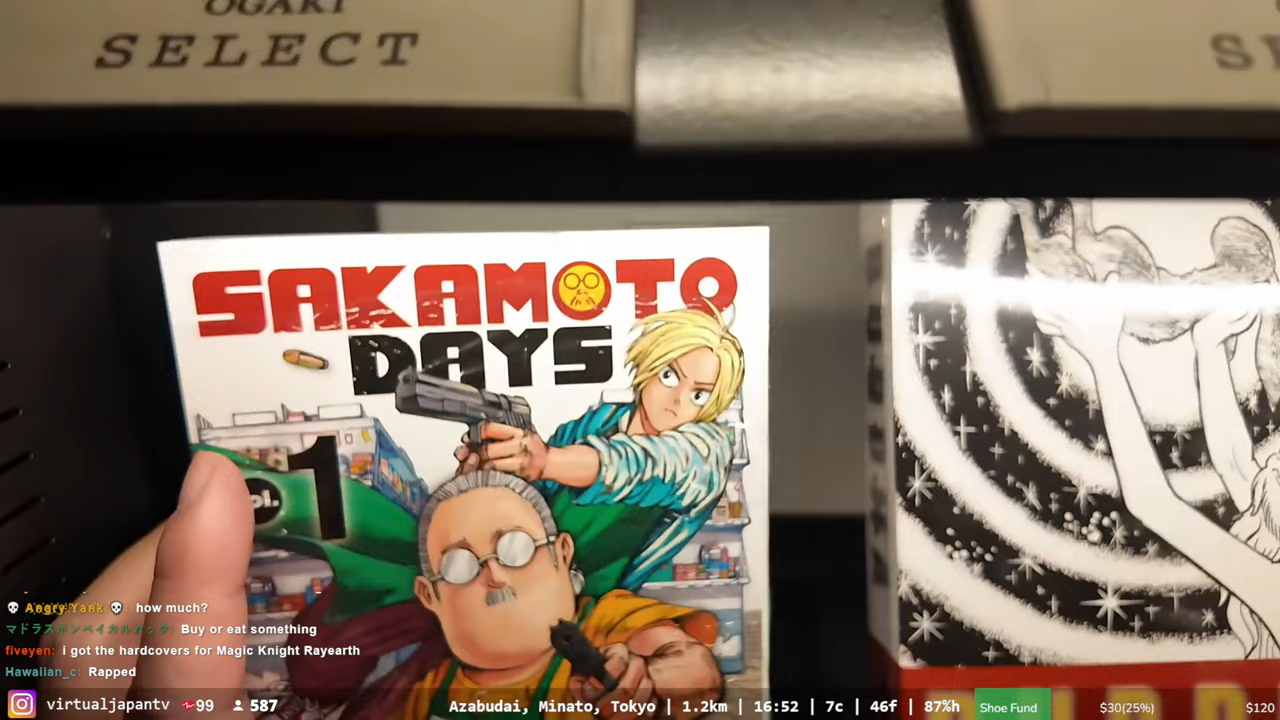 OGAKI
SELECT
SAKAMOTO
DAYS
1
Angry.Yank how much?
マドラスボンベイカルカッタ: Buy or eat something
fiveyen: i got the hardcovers for Magic Knight Rayearth
Hawaiian_c: Rapped
virtualjapantv 99 587 Azabudai, Minato, Tokyo | 1.2km | 16:52 | 7c | 46f | 87%h Shoe Fund $30(25%) $120